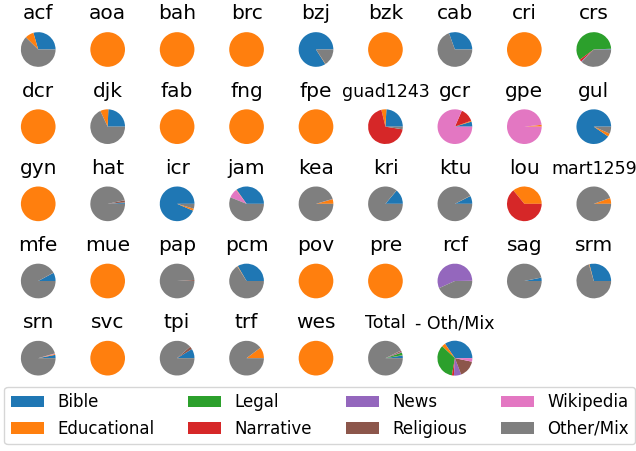 acf aoa bah brc bzj bzk cab cri crs
dcr djk fab fng fpe guad1243 gcr gpe gul
gyn hat icr jam kea kri ktu lou mart1259
mfe mue pap pcm pov pre rcf sag srm
srn svc tpi trf wes Total - Oth/Mix
Bible Legal News Wikipedia
Educational Narrative Religious Other/Mix